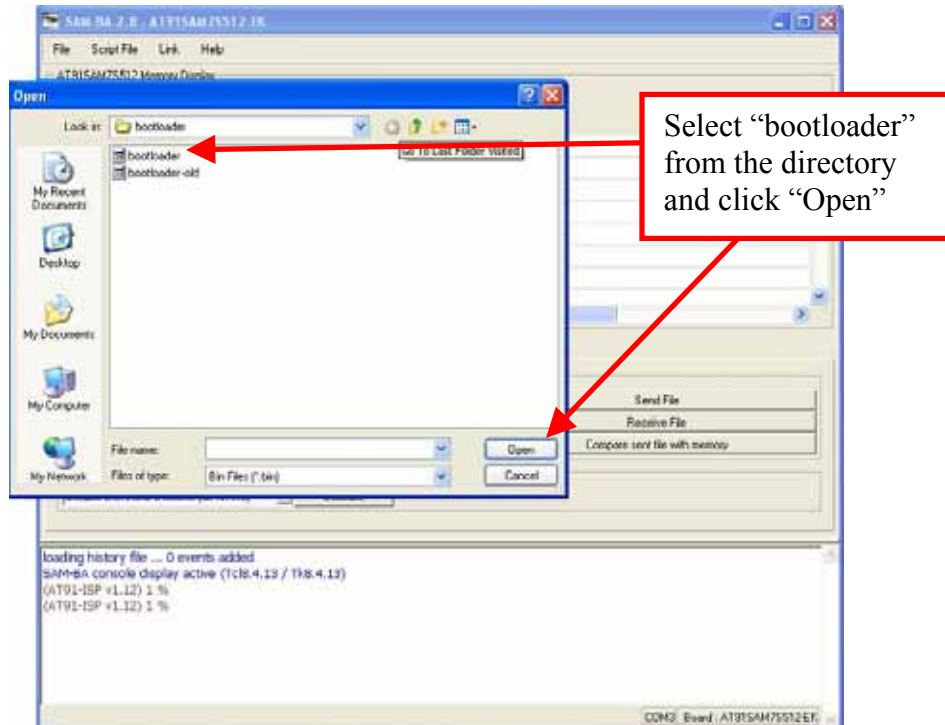 SAM-BA 2.8 - AT91SAM7S512-EK
File Script File Link Help
AT91SAM7S512 Memory Display
Open
Look in: bootloader
Go To Last Folder Visited
bootloader
bootloader-old
My Recent
Documents
Desktop
My Documents
My Computer
My Network
File name:
Open
Files of type: Bin Files (*.bin)
Cancel
Select “bootloader”
from the directory
and click “Open”
Send File
Receive File
Compare sent file with memory
loading history file ... 0 events added
SAM-BA console display active (Tcl8.4.13 / Tk8.4.13)
(AT91-ISP v1.12) 1 %
(AT91-ISP v1.12) 1 %
COM3 Board : AT91SAM7S512-EK